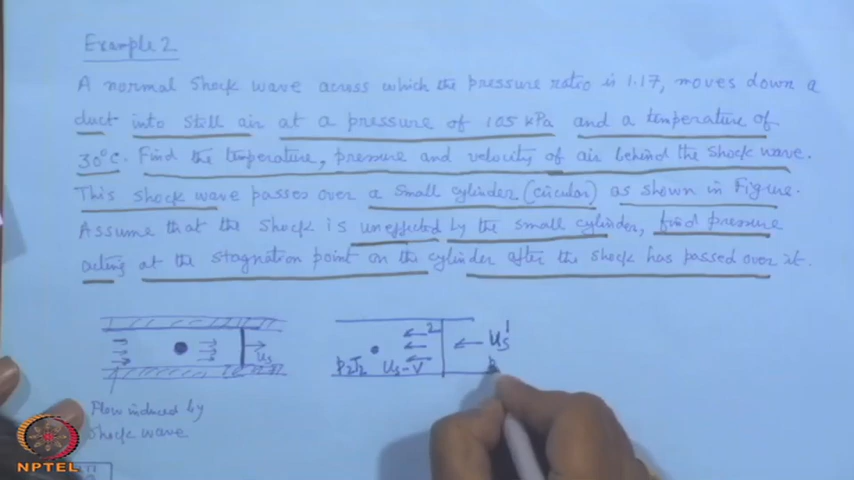 Example 2
A normal shock wave across which the pressure ratio is 1.17, moves down a
duct into still air at a pressure of 105 kPa and a temperature of
30°C. Find the temperature, pressure and velocity of air behind the shock wave.
This shock wave passes over a small cylinder (circular) as shown in Figure.
Assume that the shock is uneffected by the small cylinder, find pressure
acting at the stagnation point on the cylinder after the shock has passed over it.
Us
2
1
Us
P2 T2 Us-V
Flow induced by
shock wave
NPTEL